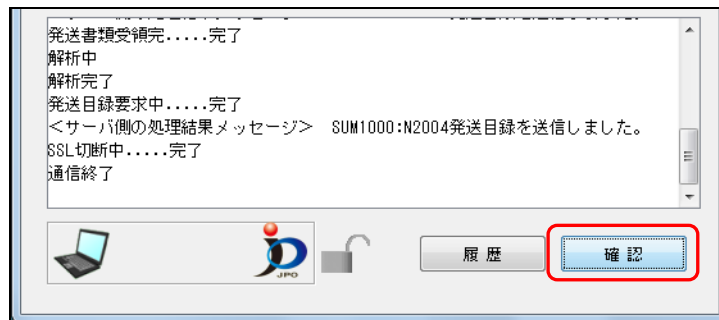 発送書類受領完.....完了
解析中
解析完了
発送目録要求中.....完了
＜サーバ側の処理結果メッセージ＞　SUM1000:N2004発送目録を送信しました。
SSL切断中.....完了
通信終了
JPO
履 歴
確 認